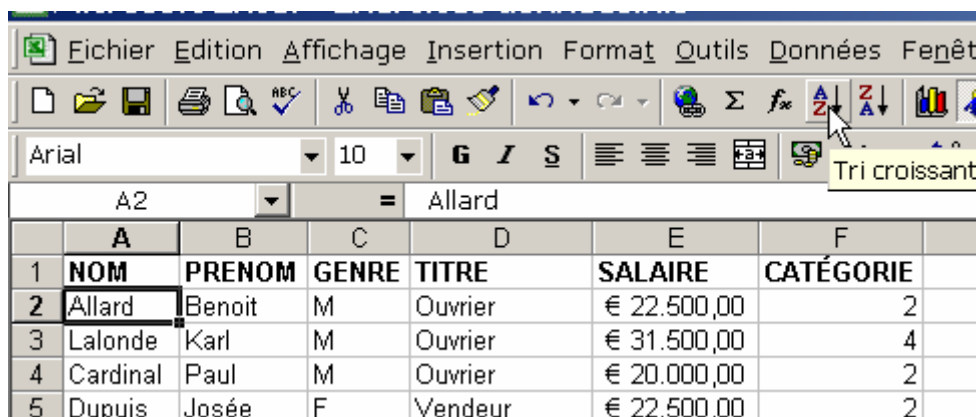 Fichier Edition Affichage Insertion Format Outils Données Fenêt
Arial 10 G I S
Tri croissant
A2 = Allard
A B C D E F
1 NOM PRENOM GENRE TITRE SALAIRE CATÉGORIE
2 Allard Benoit M Ouvrier € 22.500,00 2
3 Lalonde Karl M Ouvrier € 31.500,00 4
4 Cardinal Paul M Ouvrier € 20.000,00 2
5 Dupuis Josée F Vendeur € 22.500,00 2